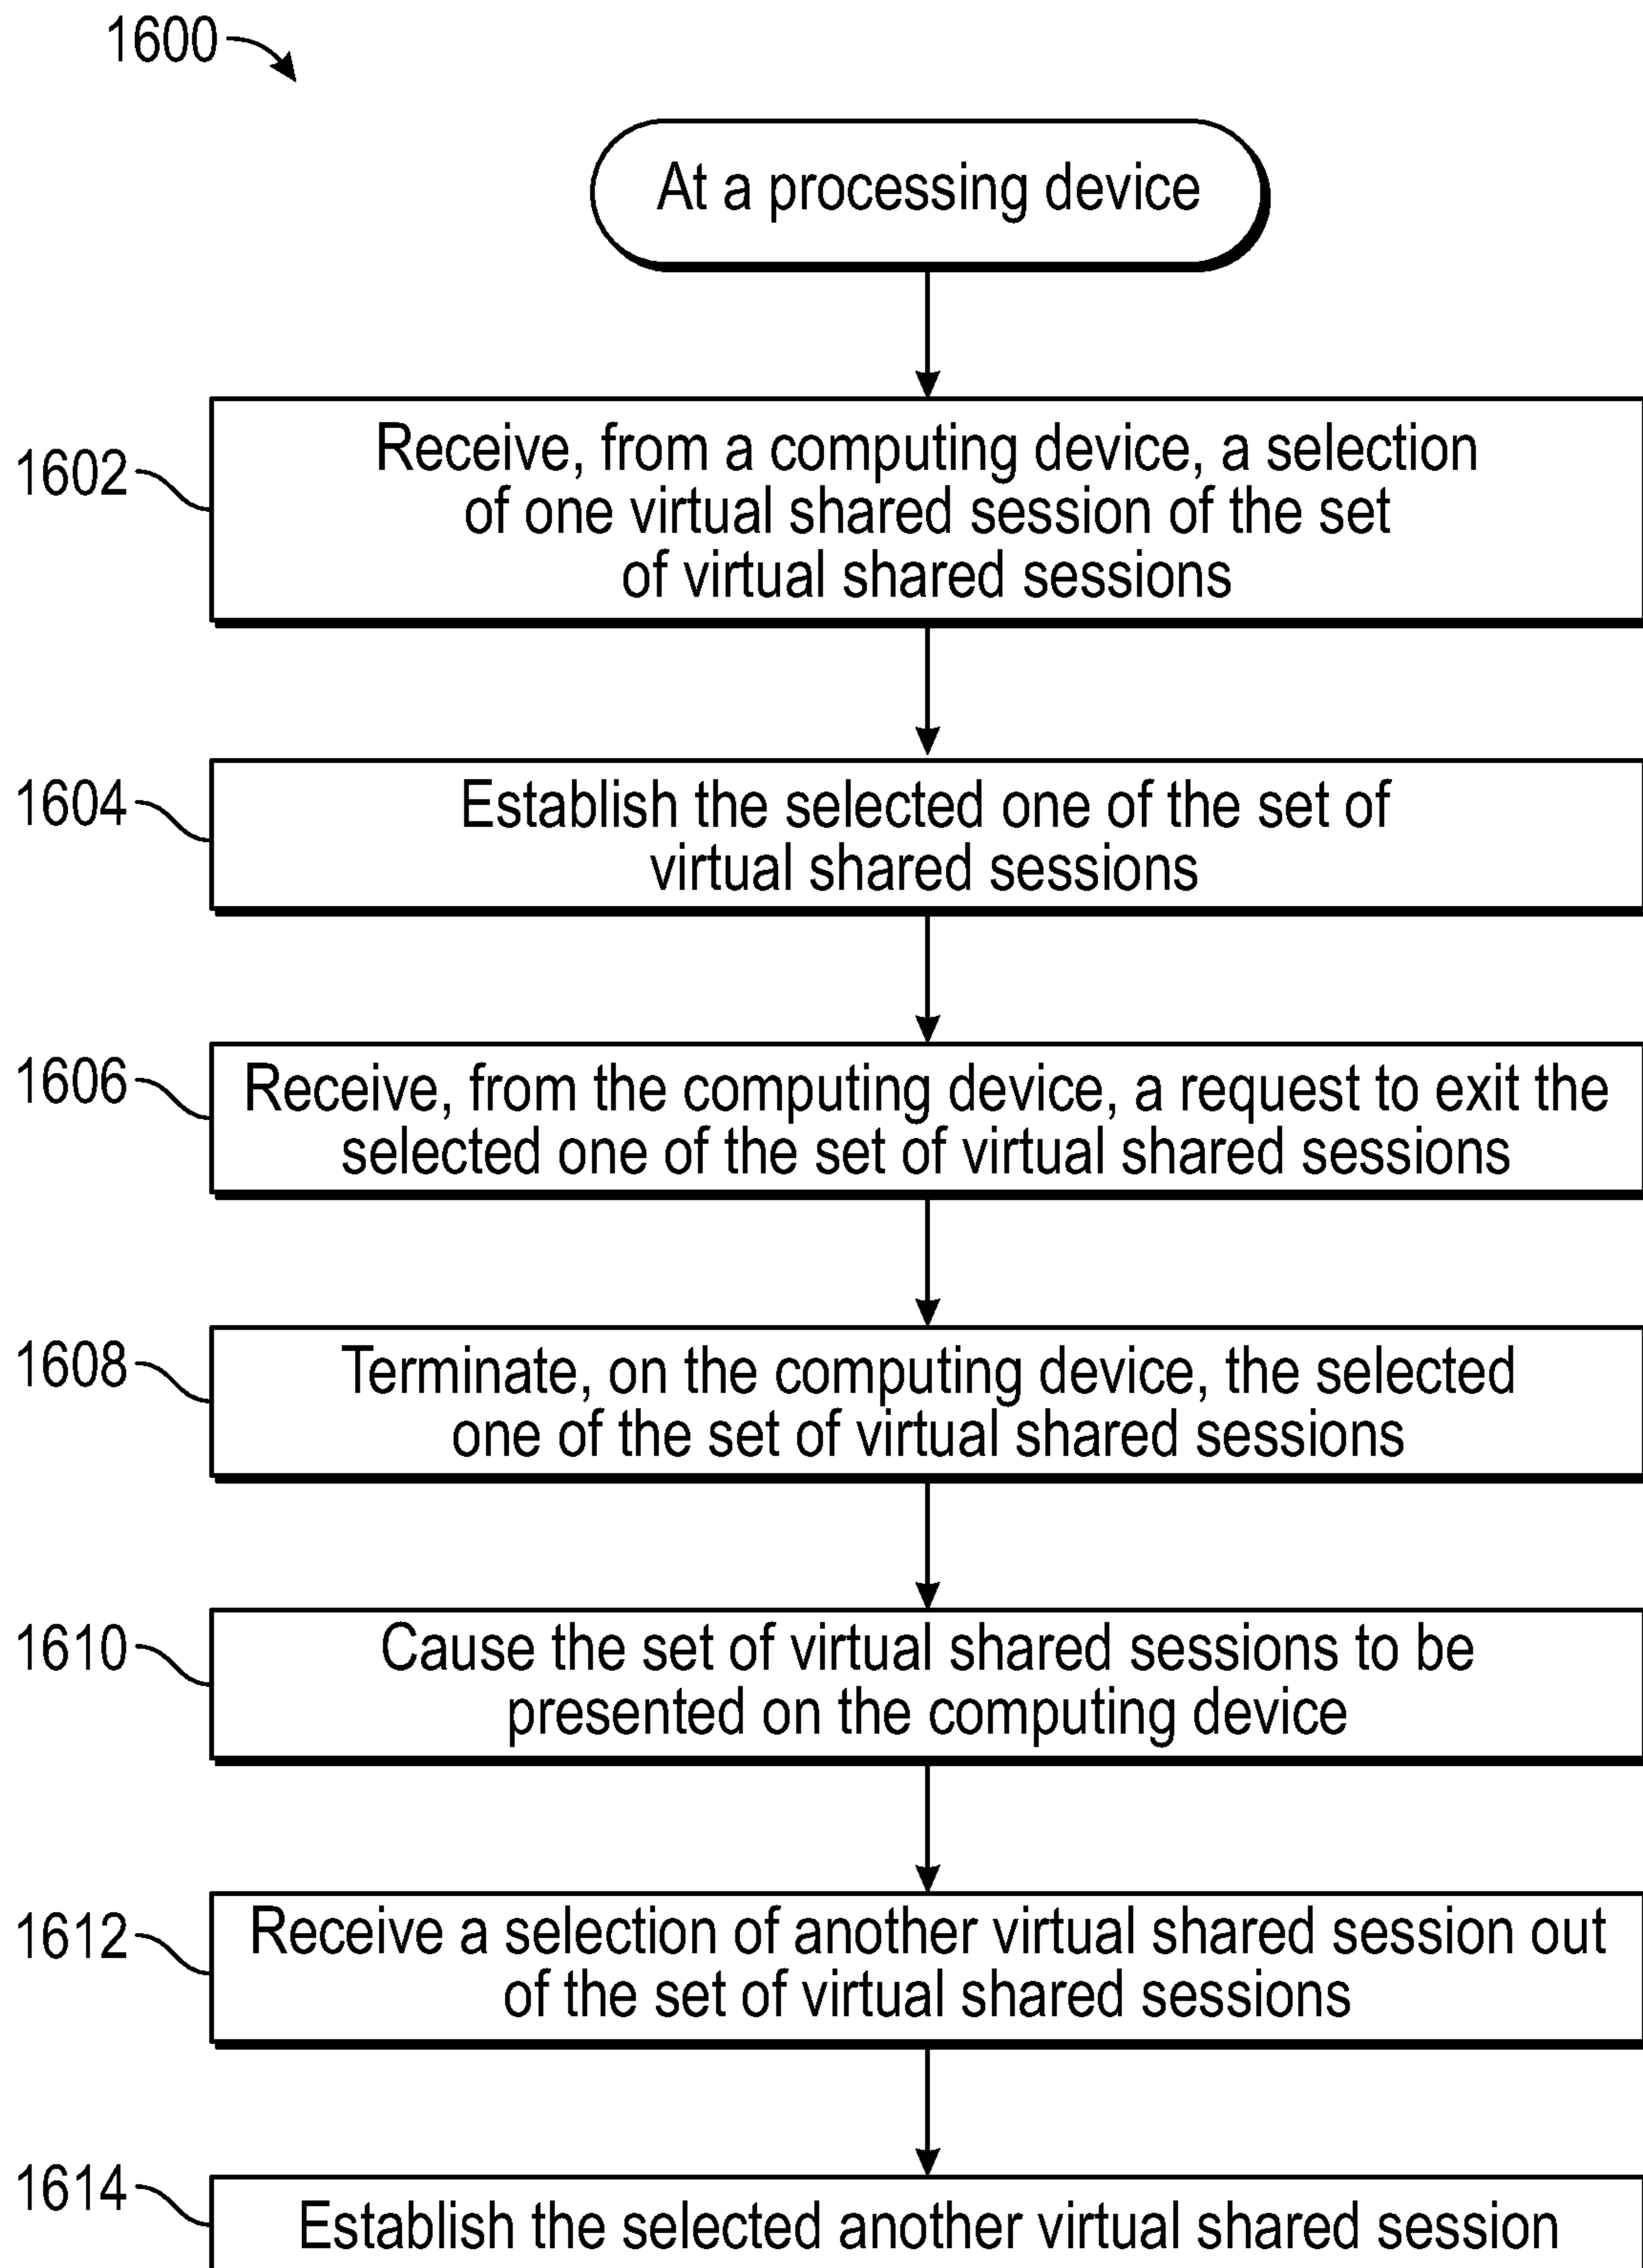 1600
At a processing device
1602
Receive, from a computing device, a selection
of one virtual shared session of the set
of virtual shared sessions
1604
Establish the selected one of the set of
virtual shared sessions
1606
Receive, from the computing device, a request to exit the
selected one of the set of virtual shared sessions
1608
Terminate, on the computing device, the selected
one of the set of virtual shared sessions
1610
Cause the set of virtual shared sessions to be
presented on the computing device
1612
Receive a selection of another virtual shared session out
of the set of virtual shared sessions
1614
Establish the selected another virtual shared session